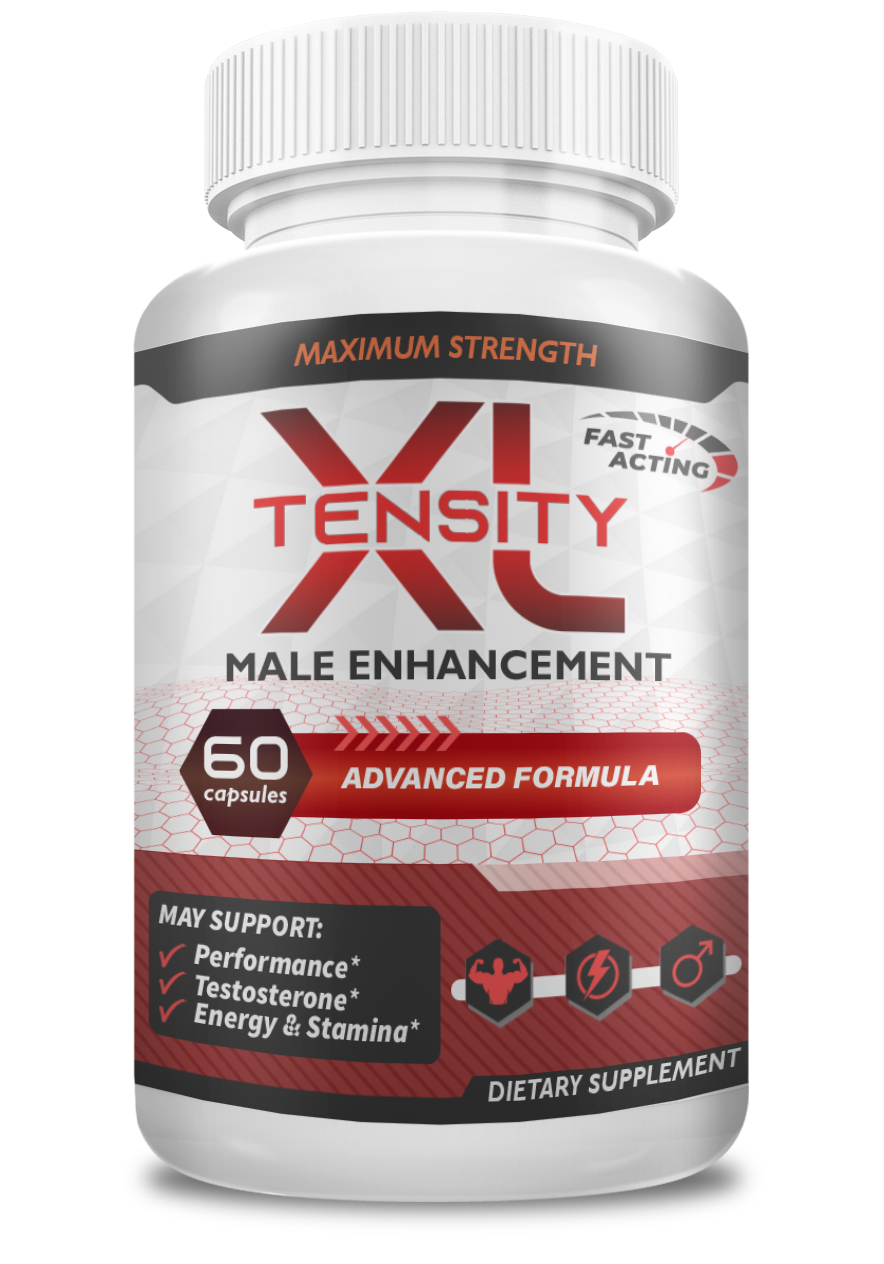 MAXIMUM STRENGTH
FAST
ACTING
XL
TENSITY
MALE ENHANCEMENT
60
capsules
ADVANCED FORMULA
MAY SUPPORT:
✓ Performance*
✓ Testosterone*
✓ Energy & Stamina*
DIETARY SUPPLEMENT